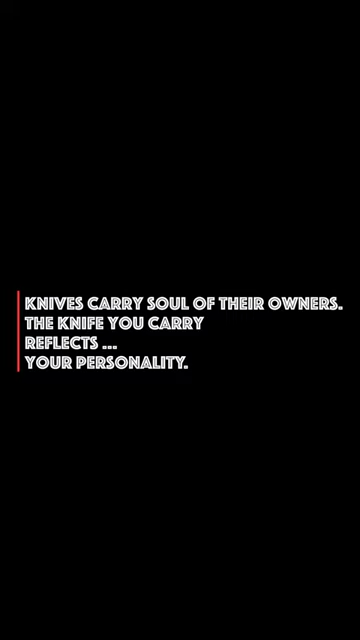 KNIVES CARRY SOUL OF THEIR OWNERS.
THE KNIFE YOU CARRY
REFLECTS ...
YOUR PERSONALITY.